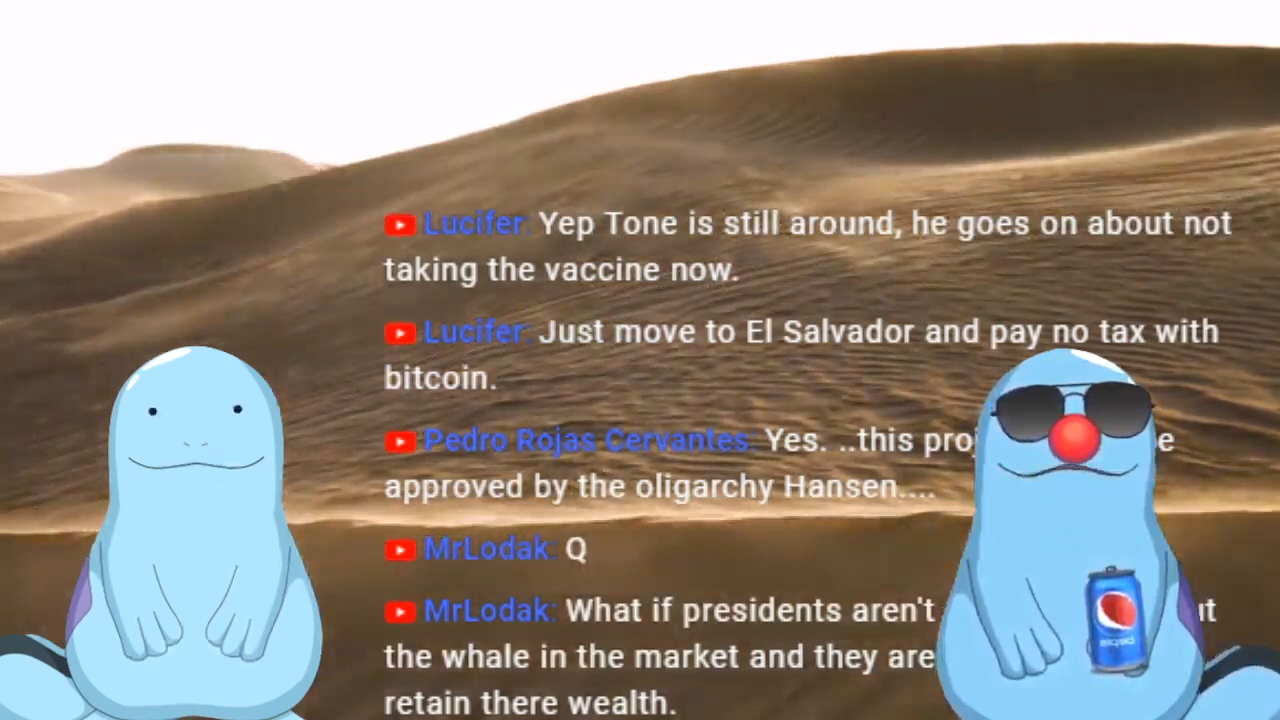 Lucifer: Yep Tone is still around, he goes on about not
taking the vaccine now.
Lucifer: Just move to El Salvador and pay no tax with
bitcoin.
Pedro Rojas Cervantes: Yes. ..this
approved by the oligarchy Hansen....
MrLodak: Q
MrLodak: What if presidents aren't
the whale in the market and they are
retain there wealth.
pepsi